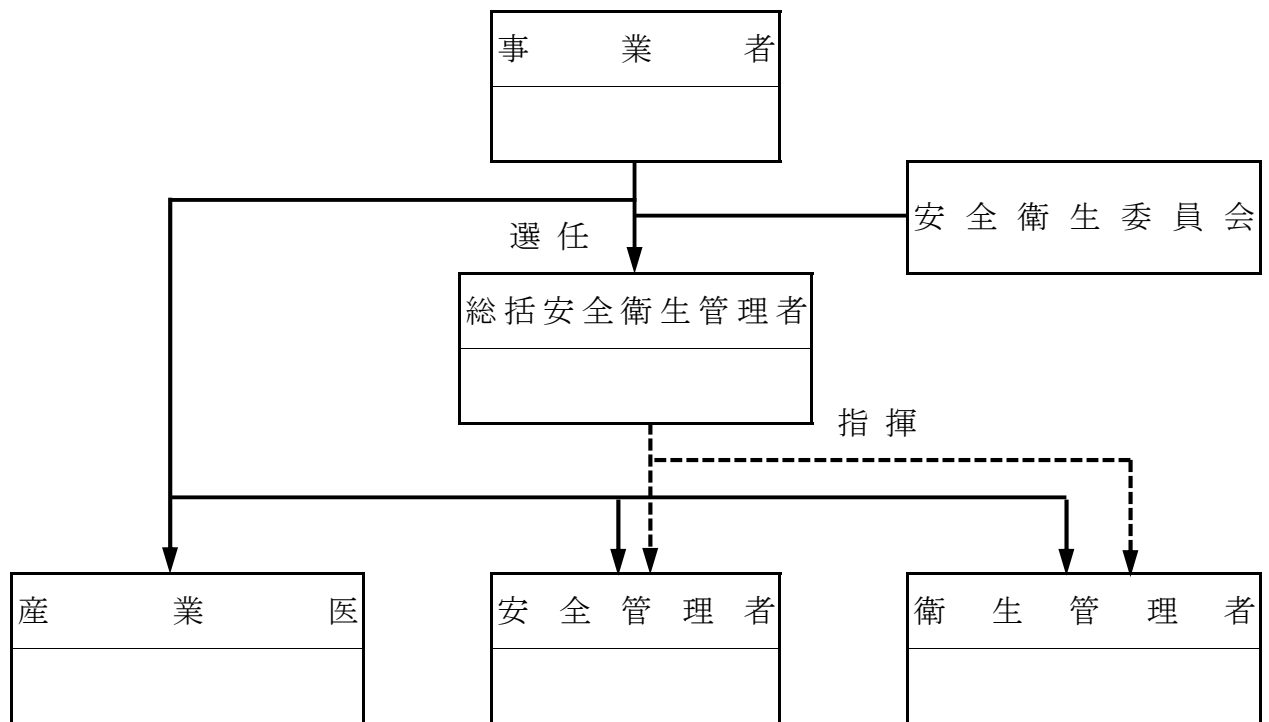 事業者
安全衛生委員会
選任
総括安全衛生管理者
指揮
産業医
安全管理者
衛生管理者